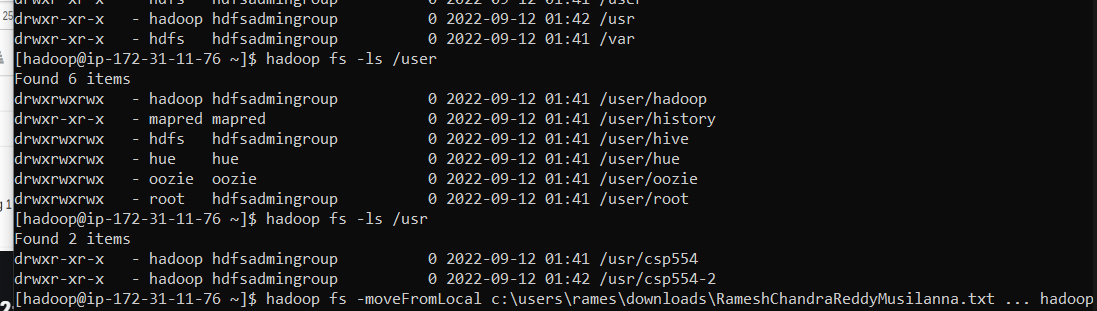 drwxr-xr-x   - hdfs   hdfsadmingroup          0 2022-09-12 01:41 /user
25 drwxr-xr-x   - hadoop hdfsadmingroup          0 2022-09-12 01:42 /usr
drwxr-xr-x   - hdfs   hdfsadmingroup          0 2022-09-12 01:41 /var
[hadoop@ip-172-31-11-76 ~]$ hadoop fs -ls /user
Found 6 items
drwxrwxrwx   - hadoop hdfsadmingroup          0 2022-09-12 01:41 /user/hadoop
drwxr-xr-x   - mapred mapred                  0 2022-09-12 01:41 /user/history
drwxrwxrwx   - hdfs   hdfsadmingroup          0 2022-09-12 01:41 /user/hive
drwxrwxrwx   - hue    hue                     0 2022-09-12 01:41 /user/hue
drwxrwxrwx   - oozie  oozie                   0 2022-09-12 01:41 /user/oozie
g 1 drwxrwxrwx   - root   hdfsadmingroup          0 2022-09-12 01:41 /user/root
[hadoop@ip-172-31-11-76 ~]$ hadoop fs -ls /usr
Found 2 items
drwxr-xr-x   - hadoop hdfsadmingroup          0 2022-09-12 01:41 /usr/csp554
drwxr-xr-x   - hadoop hdfsadmingroup          0 2022-09-12 01:42 /usr/csp554-2
2 [hadoop@ip-172-31-11-76 ~]$ hadoop fs -moveFromLocal c:\users\rames\downloads\RameshChandraReddyMusilanna.txt ... hadoop